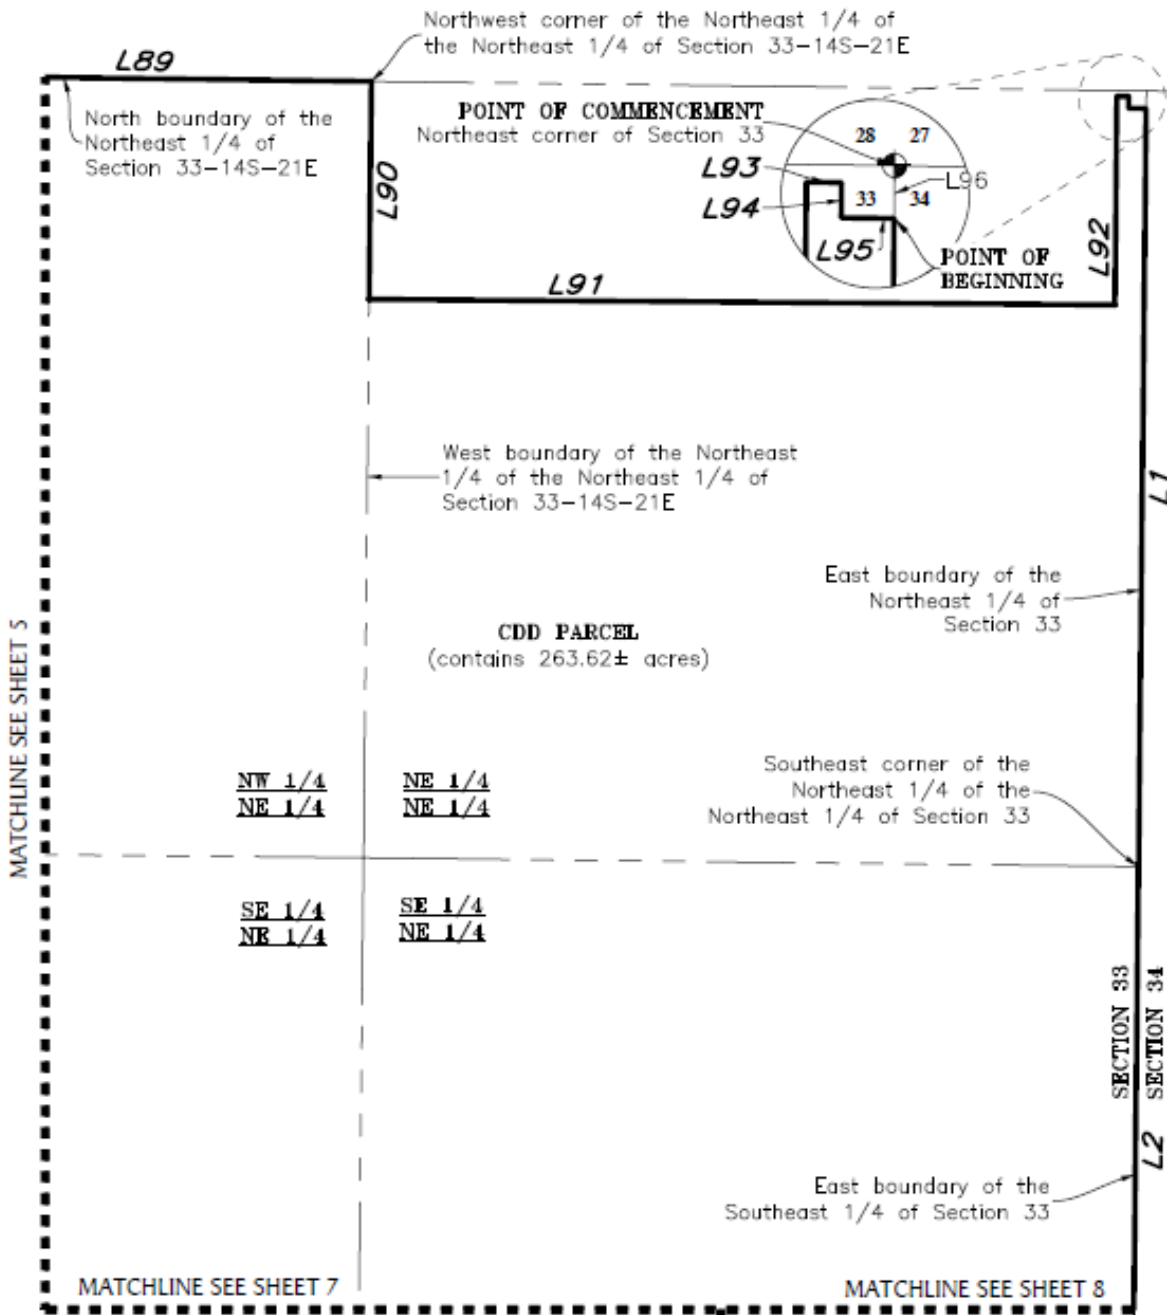 Northwest corner of the Northeast 1/4 of
the Northeast 1/4 of Section 33-14S-21E
L89
North boundary of the
Northeast 1/4 of
Section 33-14S-21E
L90
POINT OF COMMENCEMENT
Northeast corner of Section 33
28
27
L93
L96
L94
33
34
L95
POINT OF
BEGINNING
L92
L91
West boundary of the Northeast
1/4 of the Northeast 1/4 of
Section 33-14S-21E
L1
East boundary of the
Northeast 1/4 of
Section 33
CDD PARCEL
(contains 263.62± acres)
MATCHLINE SEE SHEET 5
NW 1/4
NE 1/4
NE 1/4
NE 1/4
Southeast corner of the
Northeast 1/4 of the
Northeast 1/4 of Section 33
SE 1/4
NE 1/4
SE 1/4
NE 1/4
SECTION 33
SECTION 34
L2
East boundary of the
Southeast 1/4 of Section 33
MATCHLINE SEE SHEET 7
MATCHLINE SEE SHEET 8